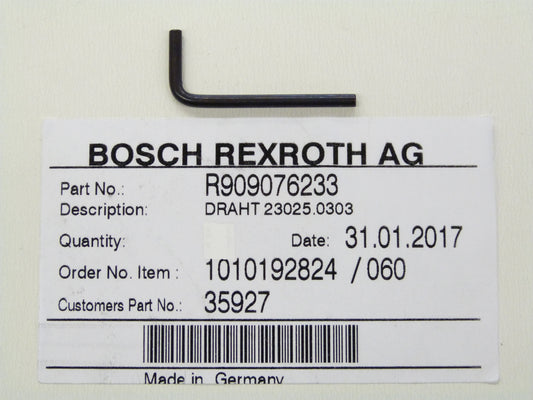 BOSCH REXROTH AG
Part No.: R909076233
Description: DRAHT 23025.0303
Quantity: Date: 31.01.2017
Order No. Item : 1010192824 / 060
Customers Part No.: 35927
Made in Germany